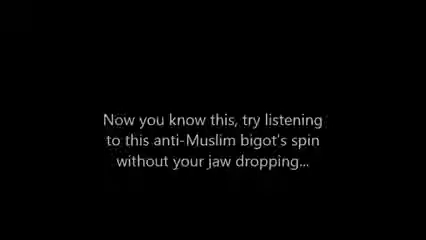 Now you know this, try listening
to this anti-Muslim bigot's spin
without your jaw dropping...